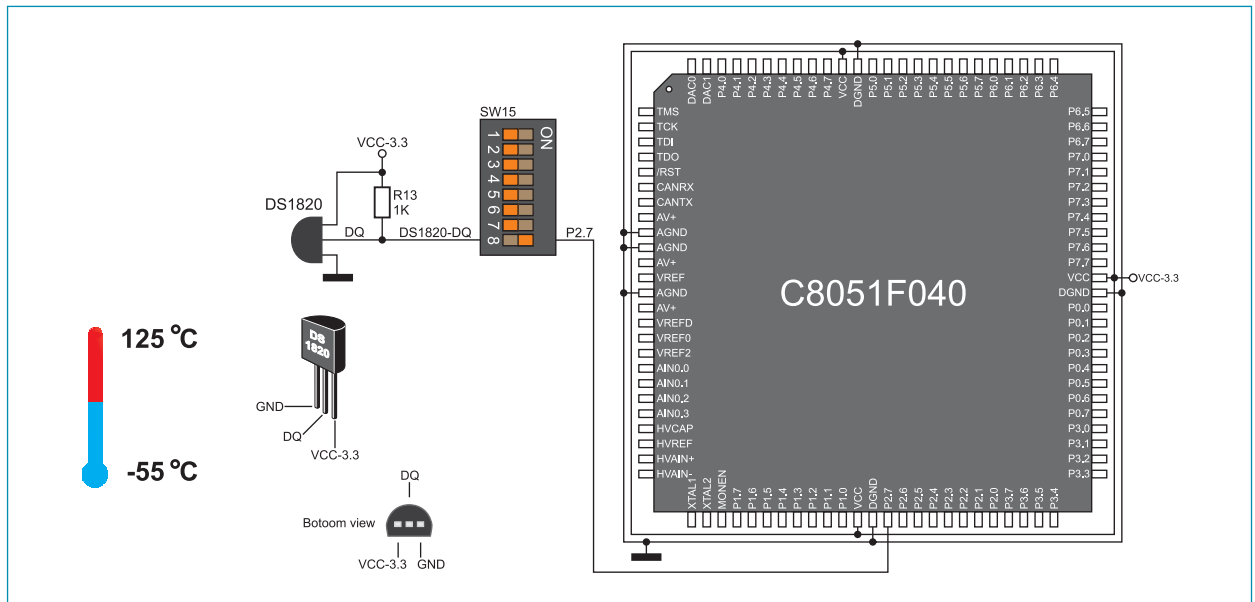 DAC0
DAC1
P4.0
P4.1
P4.2
P4.3
P4.4
P4.5
P4.6
P4.7
VCC
DGND
P5.0
P5.1
P5.2
P5.3
P5.4
P5.5
P5.6
P5.7
P6.0
P6.1
P6.2
P6.3
P6.4
SW15
ON
1
2
3
4
5
6
7
8
VCC-3.3
R13
1K
DS1820
DQ
DS1820-DQ
P2.7
TMS
TCK
TDI
TDO
/RST
CANRX
CANTX
AV+
AGND
AGND
AV+
VREF
AGND
AV+
VREFD
VREF0
VREF2
AIN0.0
AIN0.1
AIN0.2
AIN0.3
HVCAP
HVREF
HVAIN+
HVAIN-
C8051F040
P6.5
P6.6
P6.7
P7.0
P7.1
P7.2
P7.3
P7.4
P7.5
P7.6
P7.7
VCC
DGND
P0.0
P0.1
P0.2
P0.3
P0.4
P0.5
P0.6
P0.7
P3.0
P3.1
P3.2
P3.3
VCC-3.3
125 °C
-55 °C
DS
1820
GND
DQ
VCC-3.3
DQ
Botoom view
VCC-3.3 GND
XTAL1
XTAL2
MONEN
P1.7
P1.6
P1.5
P1.4
P1.3
P1.2
P1.1
P1.0
VCC
DGND
P2.7
P2.6
P2.5
P2.4
P2.3
P2.2
P2.1
P2.0
P3.7
P3.6
P3.5
P3.4